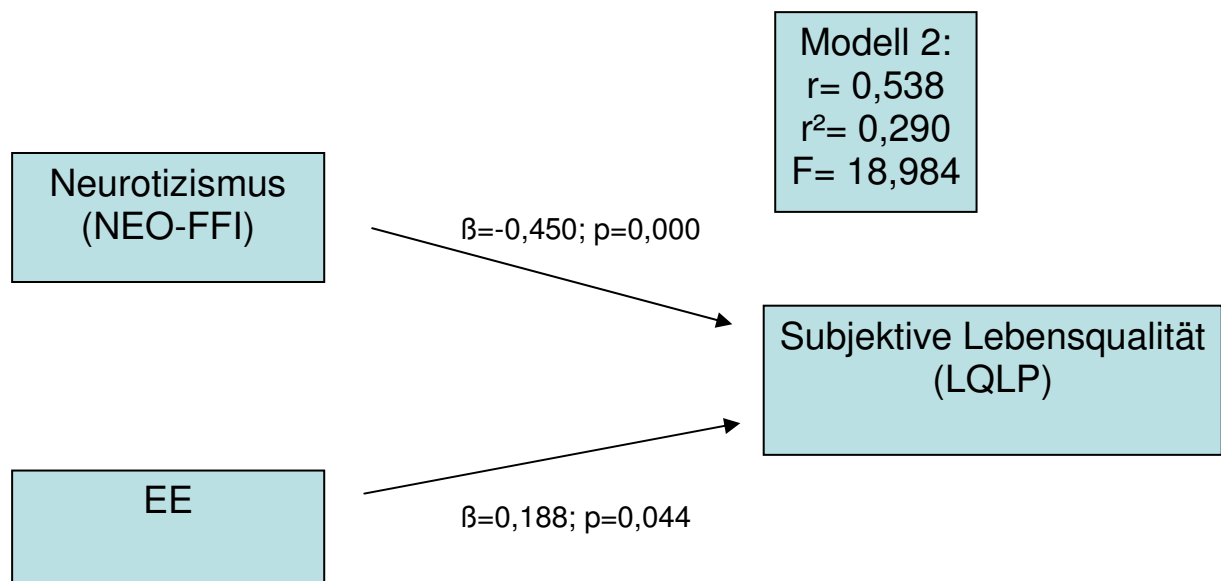 Modell 2:
r= 0,538
r²= 0,290
F= 18,984
Neurotizismus
(NEO-FFI)
ß=-0,450; p=0,000
Subjektive Lebensqualität
(LQLP)
EE
ß=0,188; p=0,044